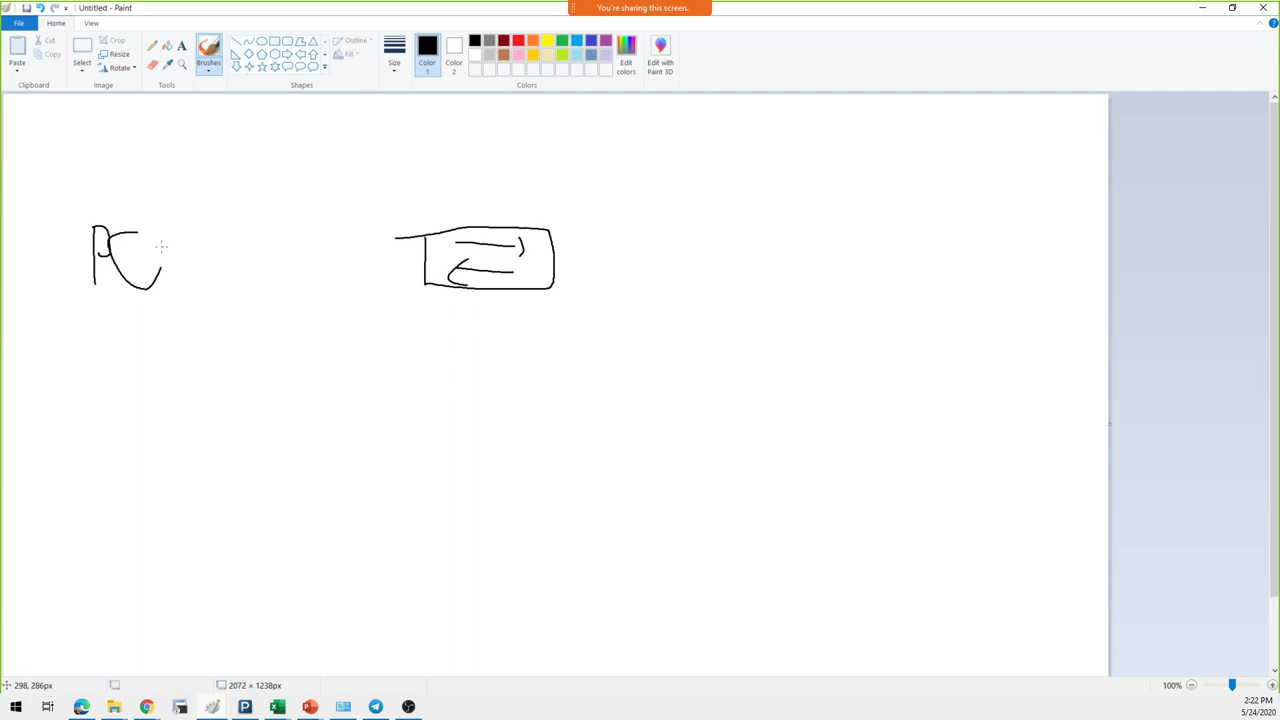 Untitled - Paint
You're sharing this screen.
File
Home
View
Paste
Cut
Copy
Clipboard
Select
Crop
Resize
Rotate
Image
Tools
Brushes
Outline
Fill
Shapes
Size
Color 1
Color 2
Edit colors
Edit with Paint 3D
Colors
PC
298, 286px
2072 × 1238px
100%
2:22 PM
5/24/2020